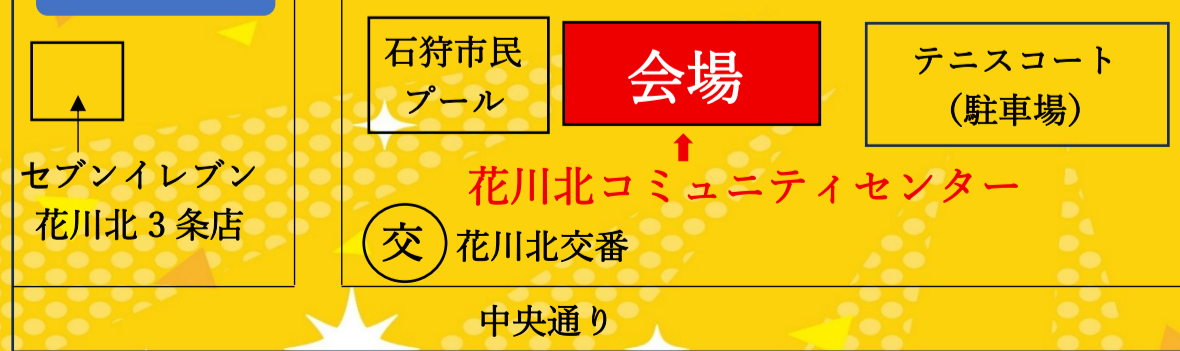 石狩市民
プール
会場
テニスコート
(駐車場)
セブンイレブン
花川北3条店
花川北コミュニティセンター
交 花川北交番
中央通り